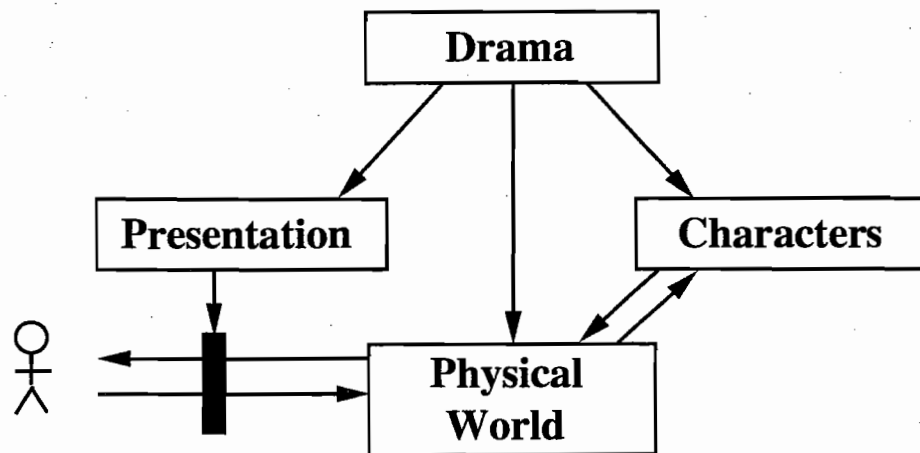 Drama
Presentation
Characters
Physical
World